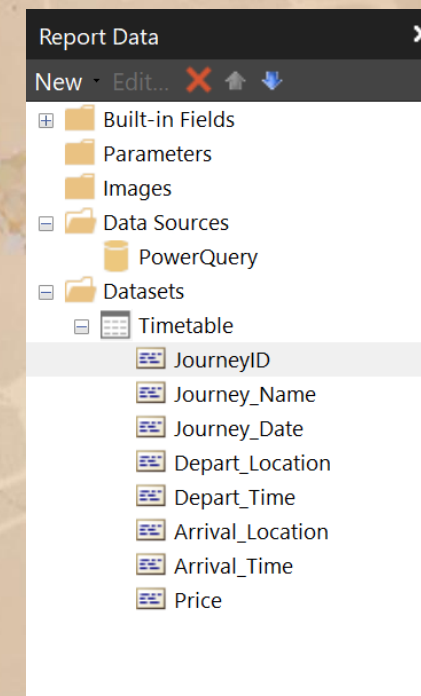 Report Data
New Edit...
Built-in Fields
Parameters
Images
Data Sources
PowerQuery
Datasets
Timetable
JourneyID
Journey_Name
Journey_Date
Depart_Location
Depart_Time
Arrival_Location
Arrival_Time
Price